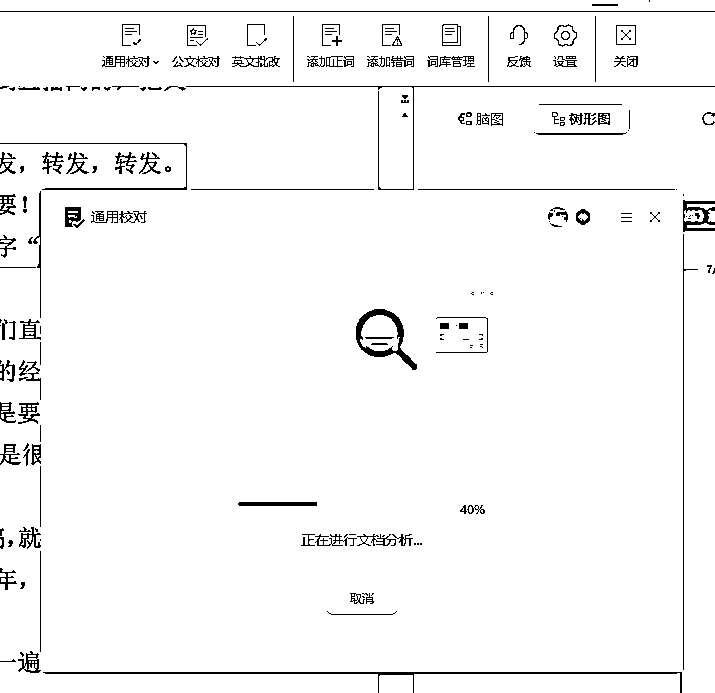 通用校对 公文校对 英文批改 添加正词 添加错词 词库管理 反馈 设置 关闭
脑图 树形图
发，转发，转发。
要！
字“
通用校对
们直
的经
是要
是很
40%
，就
正在进行文档分析...
年，
取消
一遍